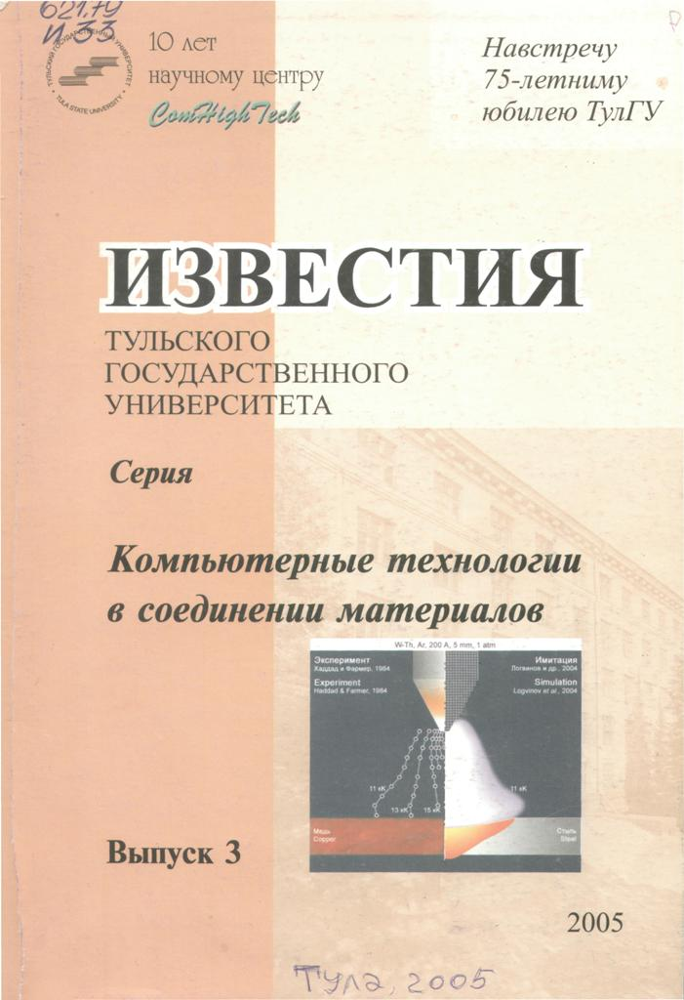 621.79
И 33
ТУЛЬСКИЙ ГОСУДАРСТВЕННЫЙ УНИВЕРСИТЕТ
TULA STATE UNIVERSITY
10 лет
научному центру
ComHighTech
Навстречу
75-летниму
юбилею ТулГУ
ИЗВЕСТИЯ
ТУЛЬСКОГО
ГОСУДАРСТВЕННОГО
УНИВЕРСИТЕТА
Серия
Компьютерные технологии
в соединении материалов
W-Th, Ar, 200 A, 5 mm, 1 atm
Эксперимент
Хаддад и Фармер, 1984
Experiment
Haddad & Farmer, 1984
Имитация
Логвинов и др., 2004
Simulation
Logvinov et al., 2004
11 кК
13 кК
15 кК
11 кК
Медь
Copper
Сталь
Steel
Выпуск 3
2005
Тула, 2005